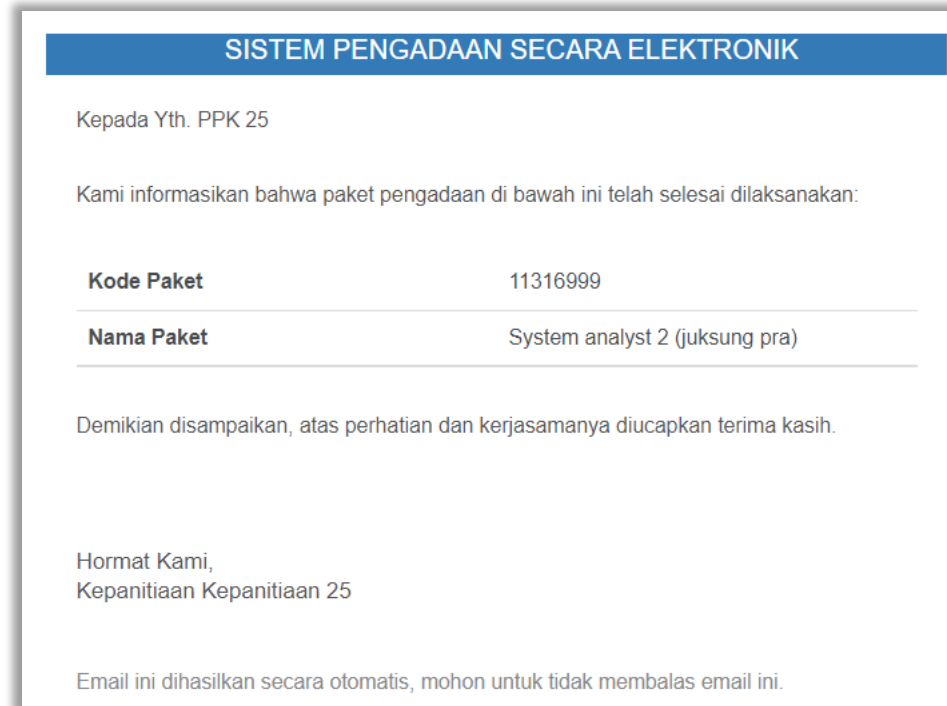 SISTEM PENGADAAN SECARA ELEKTRONIK
Kepada Yth. PPK 25
Kami informasikan bahwa paket pengadaan di bawah ini telah selesai dilaksanakan:
Kode Paket 11316999
Nama Paket System analyst 2 (juksung pra)
Demikian disampaikan, atas perhatian dan kerjasamanya diucapkan terima kasih.
Hormat Kami,
Kepanitiaan Kepanitiaan 25
Email ini dihasilkan secara otomatis, mohon untuk tidak membalas email ini.